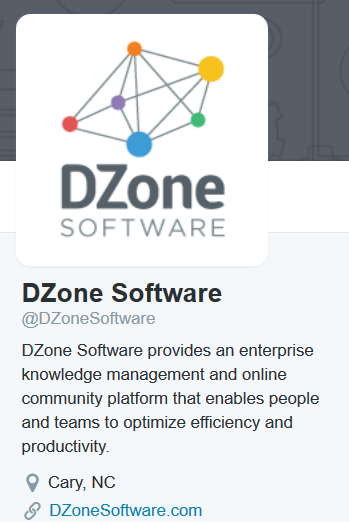 DZone
SOFTWARE
DZone Software
@DZoneSoftware
DZone Software provides an enterprise
knowledge management and online
community platform that enables people
and teams to optimize efficiency and
productivity.
Cary, NC
DZoneSoftware.com